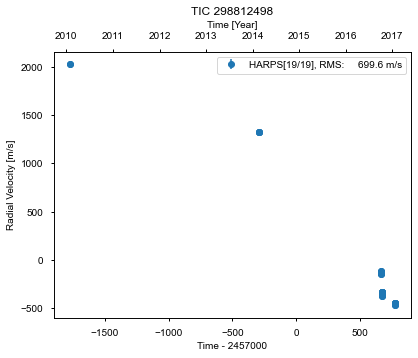 TIC 298812498
Time [Year]
2010 2011 2012 2013 2014 2015 2016 2017
HARPS[19/19], RMS: 699.6 m/s
Radial Velocity [m/s]
2000
1500
1000
500
0
−500
−1500 −1000 −500 0 500
Time - 2457000